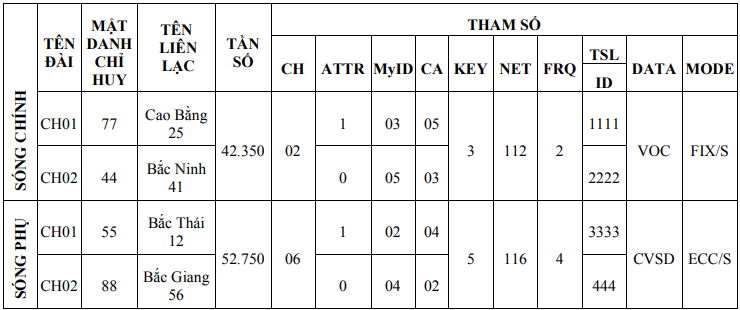 THAM SỐ
TÊN ĐÀI
MẬT DANH CHỈ HUY
TÊN LIÊN LẠC
TẦN SỐ
CH
ATTR
MyID
CA
KEY
NET
FRQ
TSL
ID
DATA
MODE
SÓNG CHÍNH
CH01
77
Cao Bằng
25
42.350
02
1
03
05
3
112
2
1111
VOC
FIX/S
CH02
44
Bắc Ninh
41
0
05
03
2222
SÓNG PHỤ
CH01
55
Bắc Thái
12
52.750
06
1
02
04
5
116
4
3333
CVSD
ECC/S
CH02
88
Bắc Giang
56
0
04
02
444